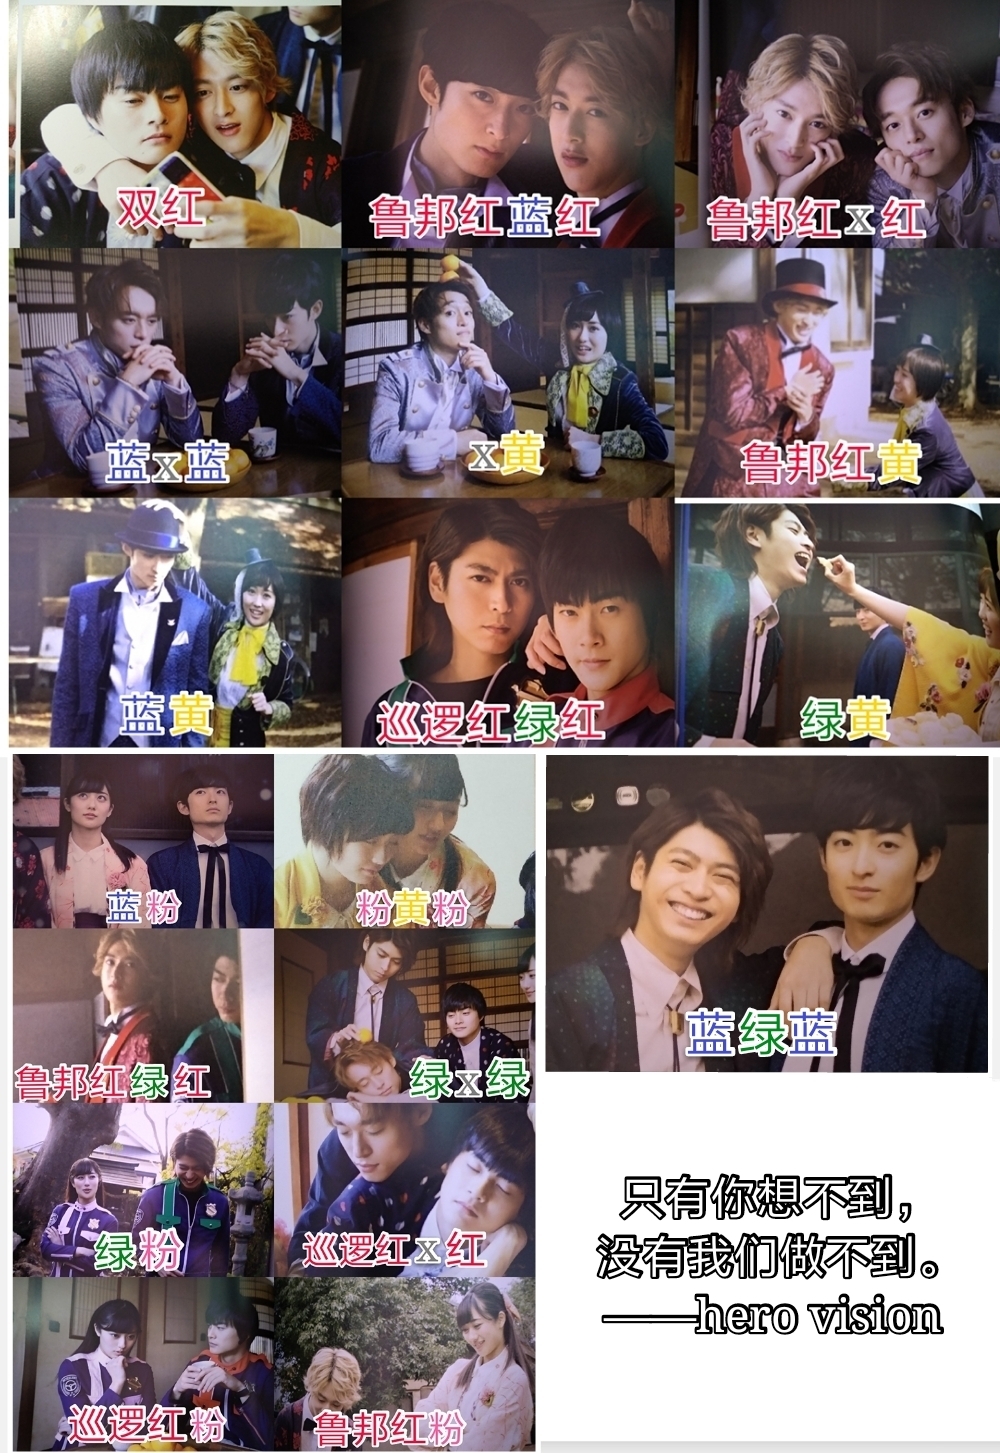 双红
鲁邦红蓝红
鲁邦红x红
蓝x蓝
x黄
鲁邦红黄
蓝黄
巡逻红绿红
绿黄
蓝粉
粉黄粉
鲁邦红绿红
绿x绿
绿粉
巡逻红x红
巡逻红粉
鲁邦红粉
蓝绿蓝
只有你想不到，
没有我们做不到。
——hero vision